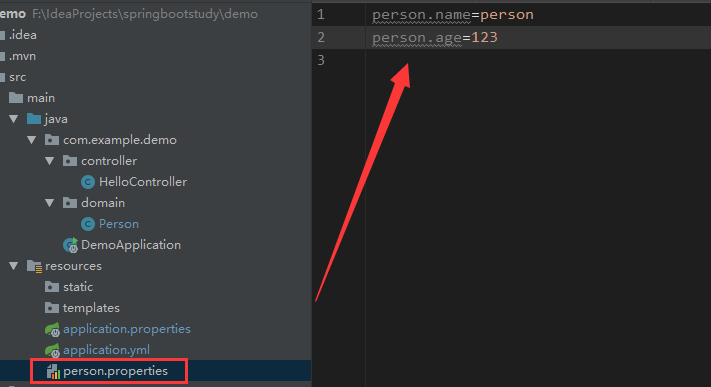 emo F:\IdeaProjects\springbootstudy\demo
.idea
.mvn
src
main
java
com.example.demo
controller
HelloController
domain
Person
DemoApplication
resources
static
templates
application.properties
application.yml
person.properties
1 person.name=person
2 person.age=123
3